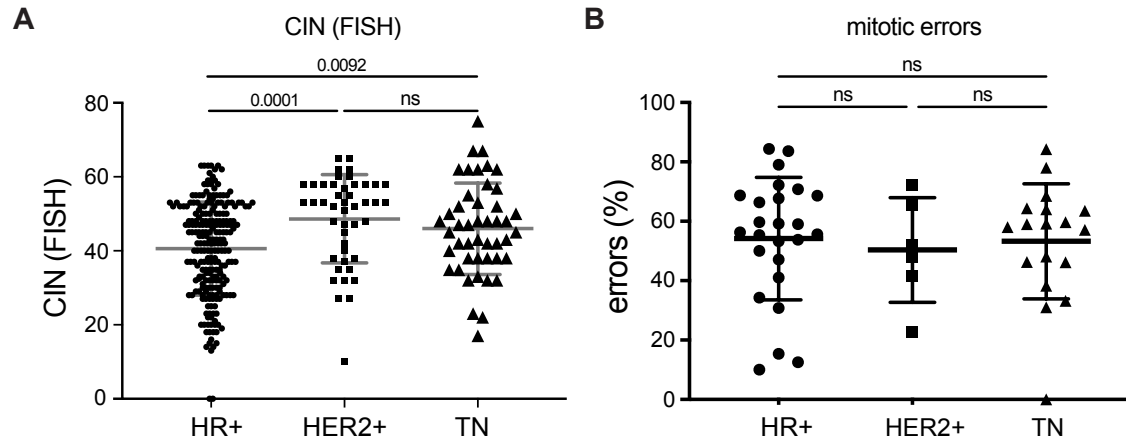 A
CIN (FISH)
0.0092
0.0001
ns
CIN (FISH)
80
60
40
20
0
HR+
HER2+
TN
B
mitotic errors
ns
ns
ns
errors (%)
100
80
60
40
20
0
HR+
HER2+
TN